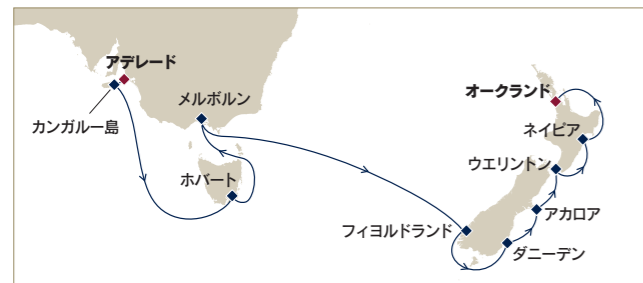 アデレード
カンガルー島
メルボルン
ホバート
オークランド
ネイピア
ウエリントン
アカロア
フィヨルドランド
ダニーデン